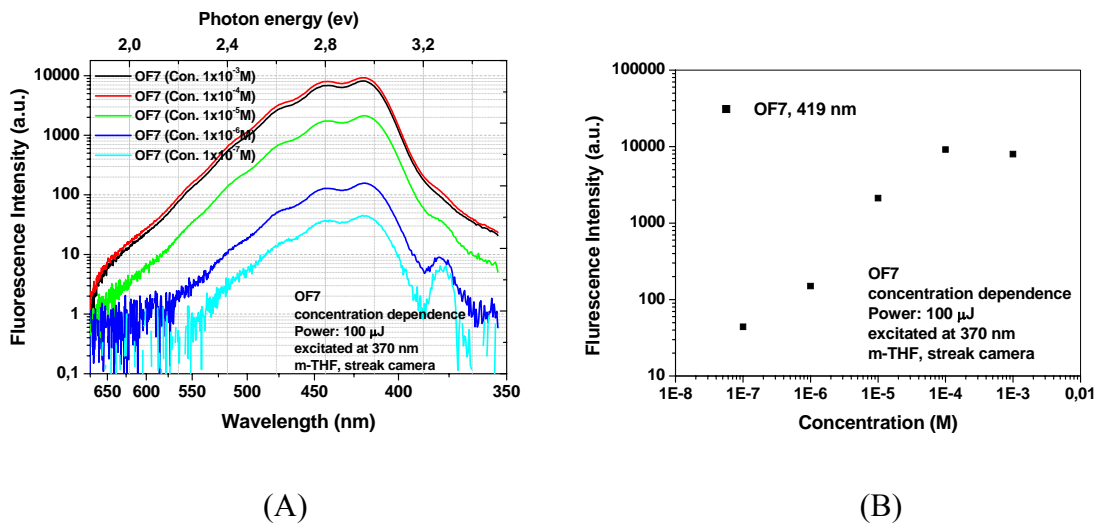 Photon energy (ev)
2,0 2,4 2,8 3,2
10000
1000
100
10
1
0,1
Fluorescence Intensity (a.u.)
OF7 (Con. 1x10⁻³M)
OF7 (Con. 1x10⁻⁴M)
OF7 (Con. 1x10⁻⁵M)
OF7 (Con. 1x10⁻⁶M)
OF7 (Con. 1x10⁻⁷M)
OF7
concentration dependence
Power: 100 µJ
excitated at 370 nm
m-THF, streak camera
650 600 550 500 450 400 350
Wavelength (nm)
(A)
100000
10000
1000
100
10
Flurescence Intensity (a.u.)
OF7, 419 nm
OF7
concentration dependence
Power: 100 µJ
excitated at 370 nm
m-THF, streak camera
1E-8 1E-7 1E-6 1E-5 1E-4 1E-3 0,01
Concentration (M)
(B)